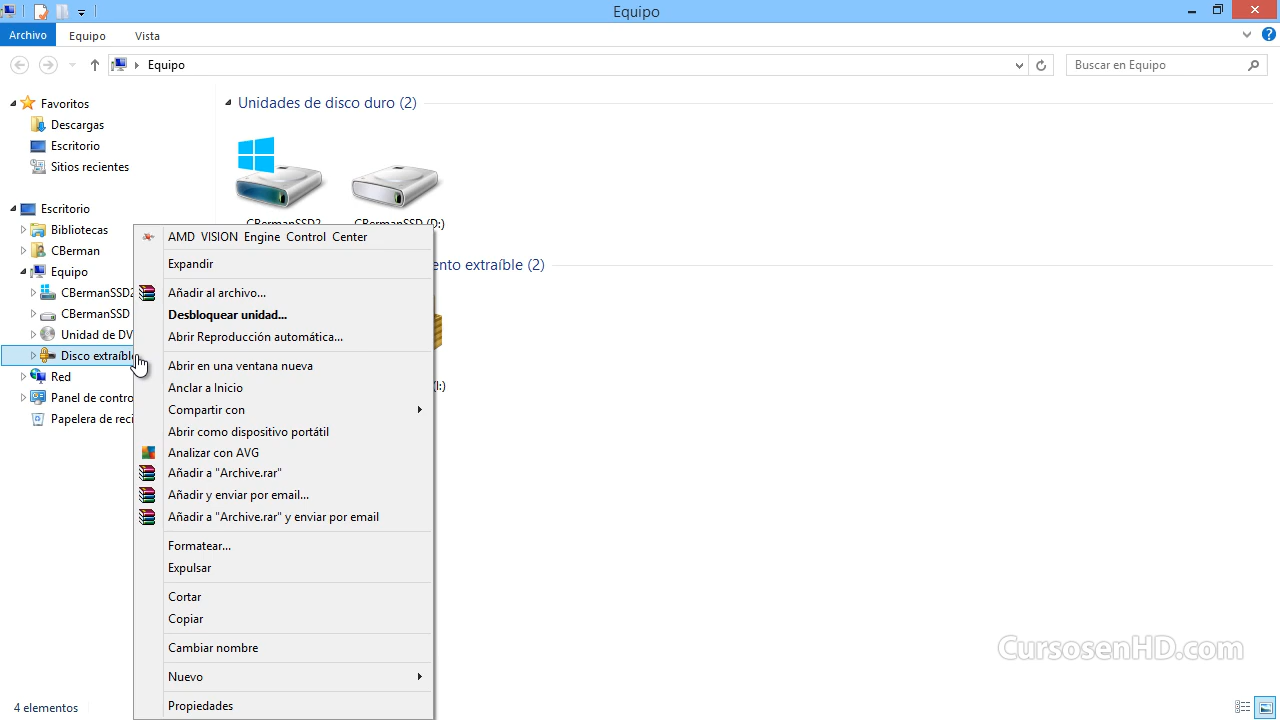 Equipo
Archivo
Equipo
Vista
Equipo
Buscar en Equipo
Favoritos
Descargas
Escritorio
Sitios recientes
Escritorio
Bibliotecas
CBerman
Equipo
CBermanSSD2
CBermanSSD
Unidad de DV
Disco extraíble
Red
Panel de contro
Papelera de reci
Unidades de disco duro (2)
CBermanSSD2
CBermanSSD (D:)
ento extraíble (2)
(I:)
AMD VISION Engine Control Center
Expandir
Añadir al archivo...
Desbloquear unidad...
Abrir Reproducción automática...
Abrir en una ventana nueva
Anclar a Inicio
Compartir con
Abrir como dispositivo portátil
Analizar con AVG
Añadir a "Archive.rar"
Añadir y enviar por email...
Añadir a "Archive.rar" y enviar por email
Formatear...
Expulsar
Cortar
Copiar
Cambiar nombre
Nuevo
Propiedades
CursosenHD.com
4 elementos